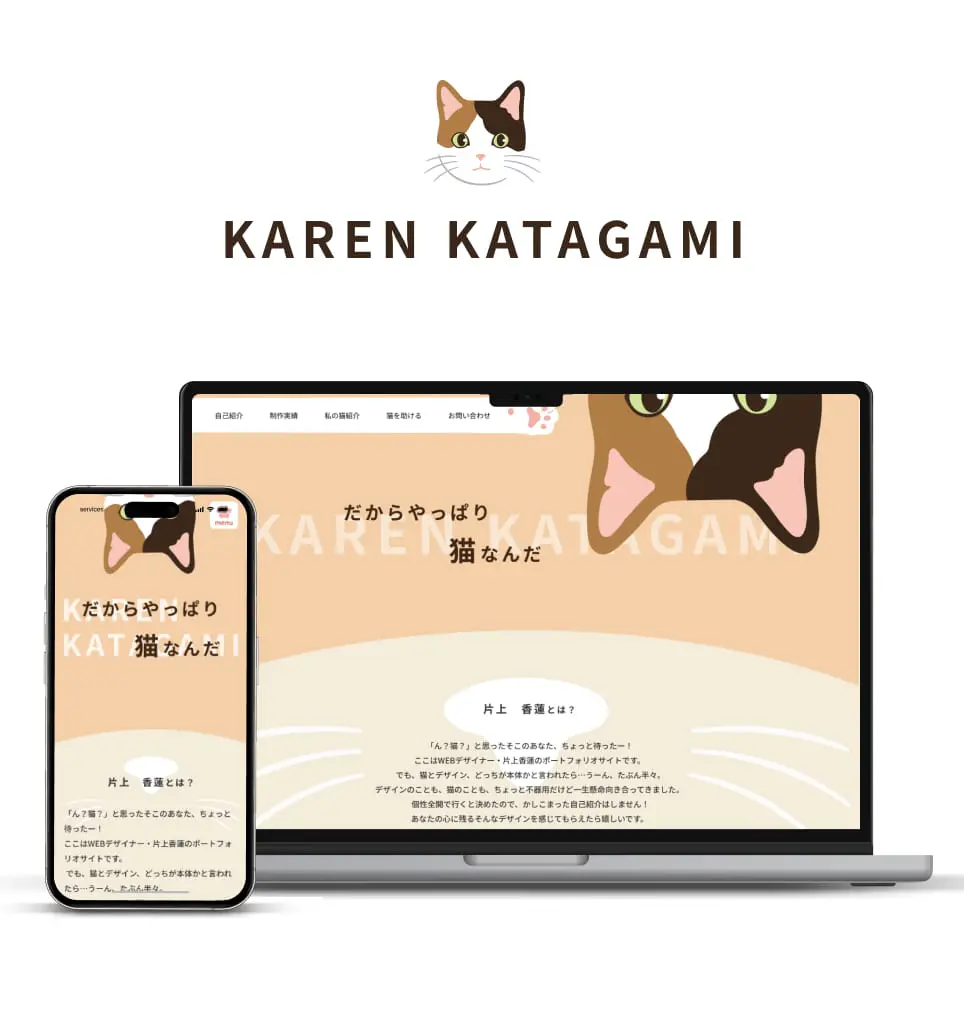 KAREN KATAGAMI
自己紹介 制作実績 私の猫紹介 猫を助ける お問い合わせ
KAREN KATAGAM
だからやっぱり
猫なんだ
片上 香蓮とは？
「ん？猫？」と思ったそこのあなた、ちょっと待ったー！
ここはWEBデザイナー・片上香蓮のポートフォリオサイトです。
でも、猫とデザイン、どっちが本体かと言われたら…うーん、たぶん半々。
デザインのことも、猫のことも、ちょっと不器用だけど一生懸命向き合ってきました。
個性全開で行くと決めたので、かしこまった自己紹介はしません！
あなたの心に残るそんなデザインを感じてもらえたら嬉しいです。
services
menu
KAREN
KATAGAMI
だからやっぱり
猫なんだ
片上 香蓮とは？
「ん？猫？」と思ったそこのあなた、ちょっと
待ったー！
ここはWEBデザイナー・片上香蓮のポートフォ
リオサイトです。
でも、猫とデザイン、どっちが本体かと言われ
たら…うーん、たぶん半々。